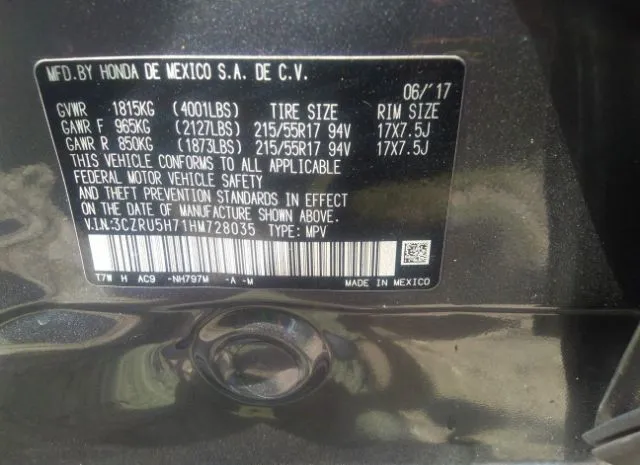 MFD.BY HONDA DE MEXICO S.A. DE C.V.
06/'17
GVWR 1815KG (4001LBS) TIRE SIZE RIM SIZE
GAWR F 965KG (2127LBS) 215/55R17 94V 17X7.5J
GAWR R 850KG (1873LBS) 215/55R17 94V 17X7.5J
THIS VEHICLE CONFORMS TO ALL APPLICABLE
FEDERAL MOTOR VEHICLE SAFETY
AND THEFT PREVENTION STANDARDS IN EFFECT
ON THE DATE OF MANUFACTURE SHOWN ABOVE.
V.I.N:3CZRU5H71HM728035 TYPE: MPV
T7W H AC9 -NH797M -A -M MADE IN MEXICO